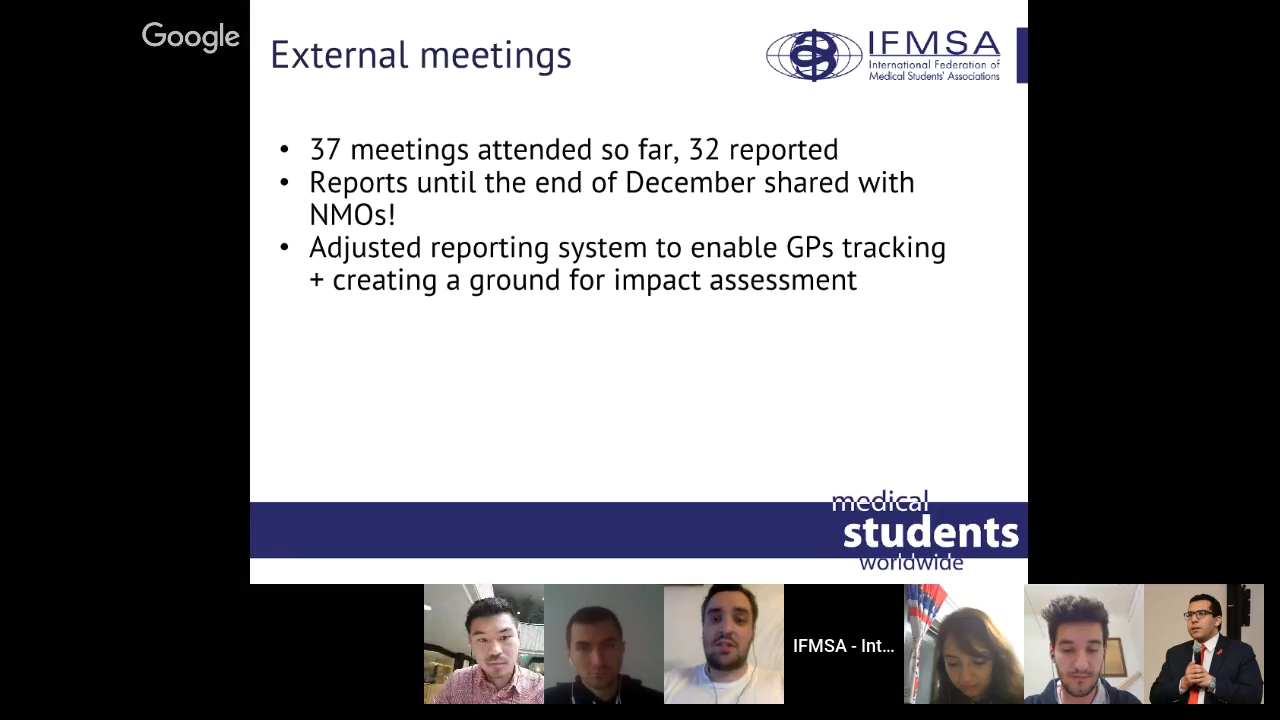 Google
External meetings
IFMSA
International Federation of
Medical Students' Associations
• 37 meetings attended so far, 32 reported
• Reports until the end of December shared with
NMOs!
• Adjusted reporting system to enable GPs tracking
+ creating a ground for impact assessment
medical
students
worldwide
IFMSA - Int...